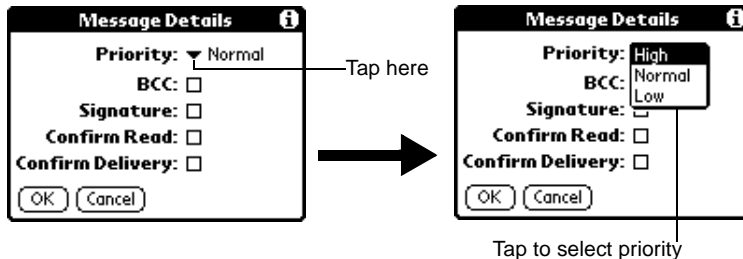 Message Details
Priority: Normal
BCC:
Signature:
Confirm Read:
Confirm Delivery:
OK Cancel
Tap here
Message Details
Priority: High
Normal
Low
BCC:
Signature:
Confirm Read:
Confirm Delivery:
OK Cancel
Tap to select priority